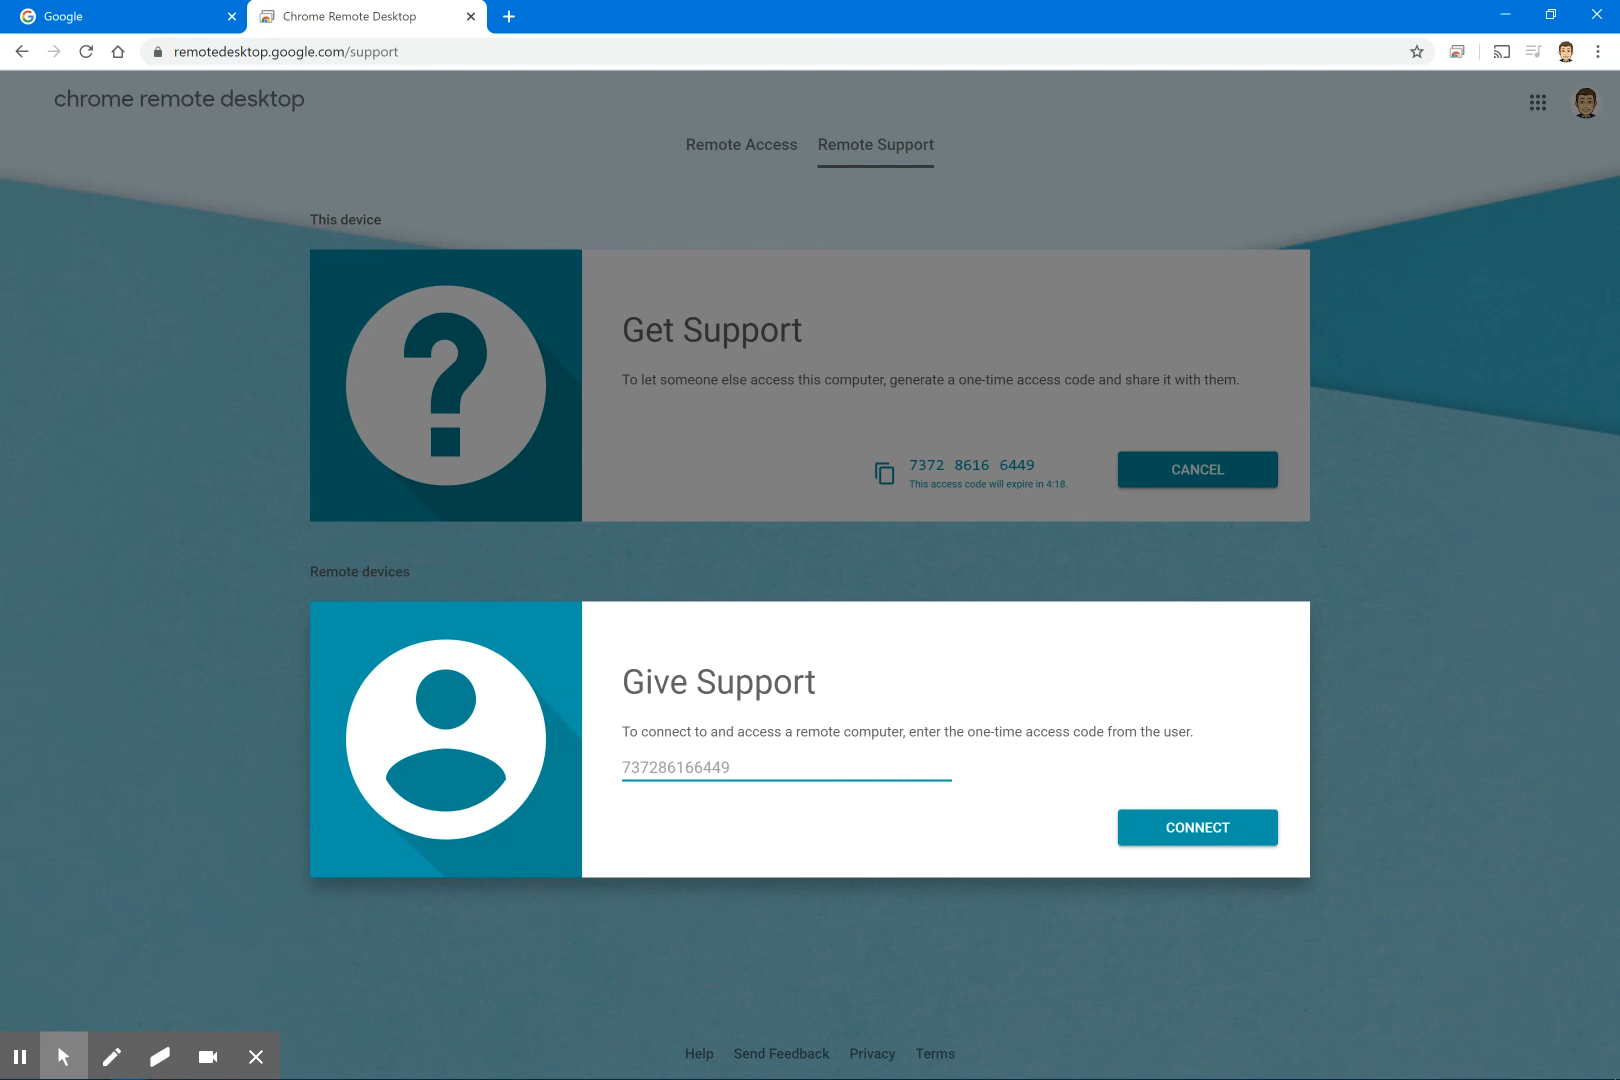 Google
Chrome Remote Desktop
remotedesktop.google.com/support
chrome remote desktop
Remote Access
Remote Support
This device
Get Support
To let someone else access this computer, generate a one-time access code and share it with them.
7372 8616 6449
This access code will expire in 4:18.
CANCEL
Remote devices
Give Support
To connect to and access a remote computer, enter the one-time access code from the user.
737286166449
CONNECT
Help
Send Feedback
Privacy
Terms